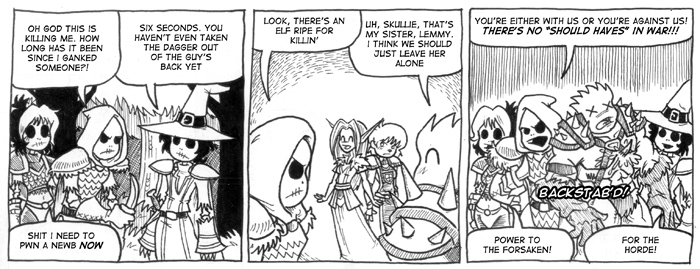 OH GOD THIS IS
KILLING ME. HOW
LONG HAS IT BEEN
SINCE I GANKED
SOMEONE?!
SIX SECONDS. YOU
HAVEN'T EVEN TAKEN
THE DAGGER OUT
OF THE GUY'S
BACK YET
SHIT I NEED TO
PWN A NEWB NOW
LOOK, THERE'S AN
ELF RIPE FOR
KILLIN'
UH, SKULLIE, THAT'S
MY SISTER, LEMMY.
I THINK WE SHOULD
JUST LEAVE HER
ALONE
YOU'RE EITHER WITH US OR YOU'RE AGAINST US!
THERE'S NO "SHOULD HAVES" IN WAR!!!
BACKSTAB'D!
POWER TO
THE FORSAKEN!
FOR THE
HORDE!